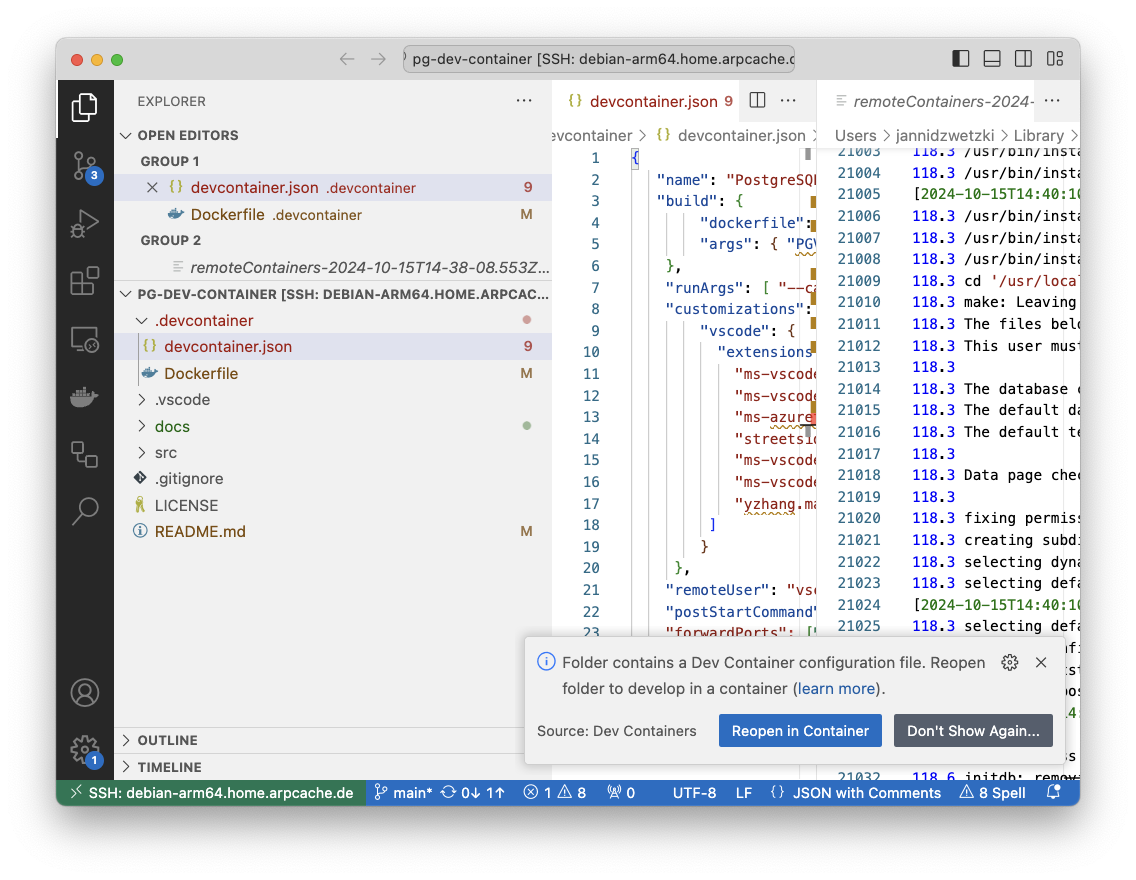 pg-dev-container [SSH: debian-arm64.home.arpcache.d
EXPLORER
OPEN EDITORS
GROUP 1
devcontainer.json .devcontainer 9
Dockerfile .devcontainer M
GROUP 2
remoteContainers-2024-10-15T14-38-08.553Z...
PG-DEV-CONTAINER [SSH: DEBIAN-ARM64.HOME.ARPCAC...
.devcontainer
devcontainer.json 9
Dockerfile M
.vscode
docs
src
.gitignore
LICENSE
README.md M
OUTLINE
TIMELINE
3
1
devcontainer.json 9
evcontainer > devcontainer.json >
1 {
2 "name": "PostgreSQL
3 "build": {
4 "dockerfile":
5 "args": { "PGV
6 },
7 "runArgs": [ "--ca
8 "customizations":
9 "vscode": {
10 "extensions
11 "ms-vscode
12 "ms-vscode
13 "ms-azuret
14 "streetsid
15 "ms-vscode
16 "ms-vscode
17 "yzhang.ma
18 ]
19 }
20 },
21 "remoteUser": "vsc
22 "postStartCommand"
23 "forwardPorts": ["
remoteContainers-2024-
Users > jannidzwetzki > Library >
21003 118.3 /usr/bin/insta
21004 118.3 /usr/bin/insta
21005 [2024-10-15T14:40:10
21006 118.3 /usr/bin/insta
21007 118.3 /usr/bin/insta
21008 118.3 /usr/bin/insta
21009 118.3 cd '/usr/loca
21010 118.3 make: Leaving
21011 118.3 The files belo
21012 118.3 This user must
21013 118.3
21014 118.3 The database c
21015 118.3 The default da
21016 118.3 The default te
21017 118.3
21018 118.3 Data page chec
21019 118.3
21020 118.3 fixing permiss
21021 118.3 creating subdi
21022 118.3 selecting dyna
21023 118.3 selecting defa
21024 [2024-10-15T14:40:10
21025 118.3 selecting defa
21032 118.6 initdb: remov
Folder contains a Dev Container configuration file. Reopen
folder to develop in a container (learn more).
Source: Dev Containers
Reopen in Container
Don't Show Again...
SSH: debian-arm64.home.arpcache.de main* 0↓ 1↑ 1 8 0 UTF-8 LF {} JSON with Comments 8 Spell